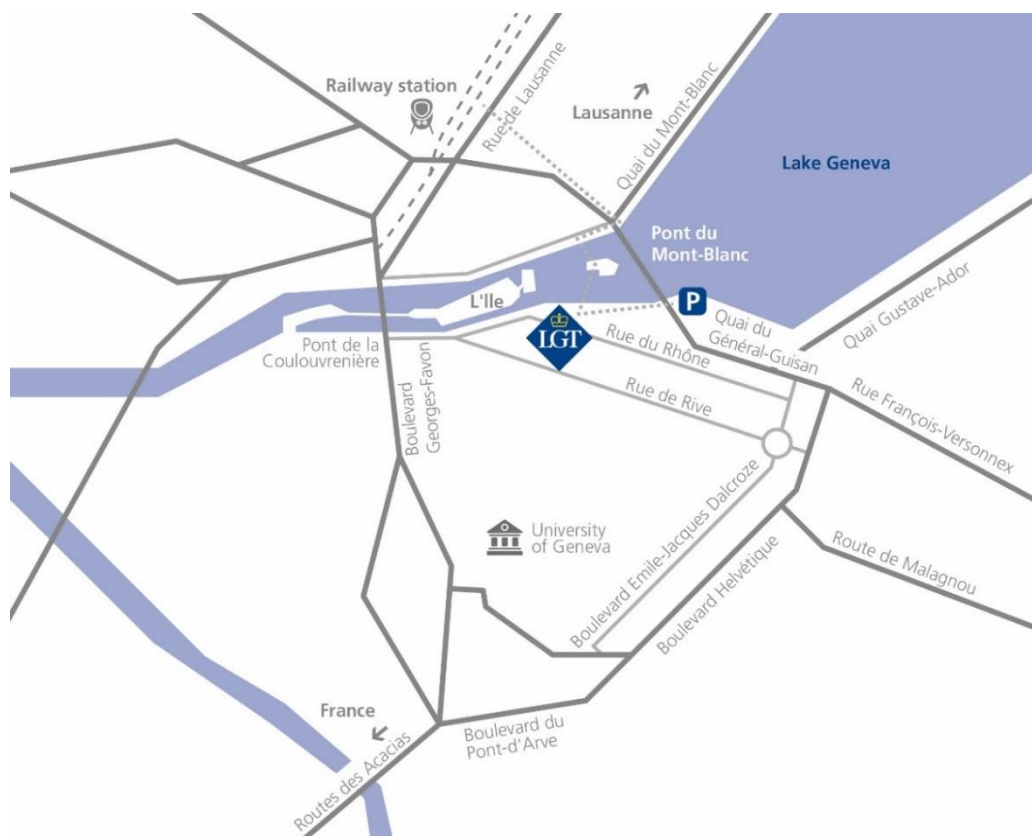 Railway station
Rue de Lausanne
Lausanne
Quai du Mont-Blanc
Lake Geneva
Pont du
Mont-Blanc
L'Ile
P
Quai du
Général-Guisan
Quai Gustave-Ador
LGT
Rue du Rhône
Pont de la
Coulouvrenière
Boulevard
Georges-Favon
Rue de Rive
Rue François-Versonnex
University
of Geneva
Boulevard Emile-Jacques Dalcroze
Boulevard Helvétique
Route de Malagnou
France
Routes des Acacias
Boulevard du
Pont-d'Arve